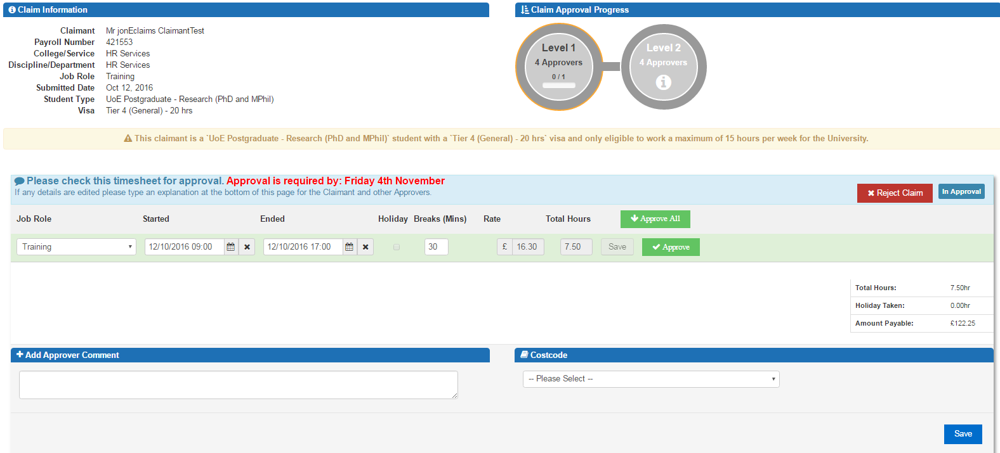 Claim Information
Claimant Mr jonEclaims ClaimantTest
Payroll Number 421553
College/Service HR Services
Discipline/Department HR Services
Job Role Training
Submitted Date Oct 12, 2016
Student Type UoE Postgraduate - Research (PhD and MPhil)
Visa Tier 4 (General) - 20 hrs
Claim Approval Progress
Level 1
4 Approvers
0 / 1
Level 2
4 Approvers
This claimant is a `UoE Postgraduate - Research (PhD and MPhil)` student with a `Tier 4 (General) - 20 hrs` visa and only eligible to work a maximum of 15 hours per week for the University.
Please check this timesheet for approval. Approval is required by: Friday 4th November
If any details are edited please type an explanation at the bottom of this page for the Claimant and other Approvers.
Reject Claim In Approval
Job Role Started Ended Holiday Breaks (Mins) Rate Total Hours Approve All
Training 12/10/2016 09:00 12/10/2016 17:00 30 £ 16.30 7.50 Save Approve
Total Hours: 7.50hr
Holiday Taken: 0.00hr
Amount Payable: £122.25
Add Approver Comment
Costcode
-- Please Select --
Save